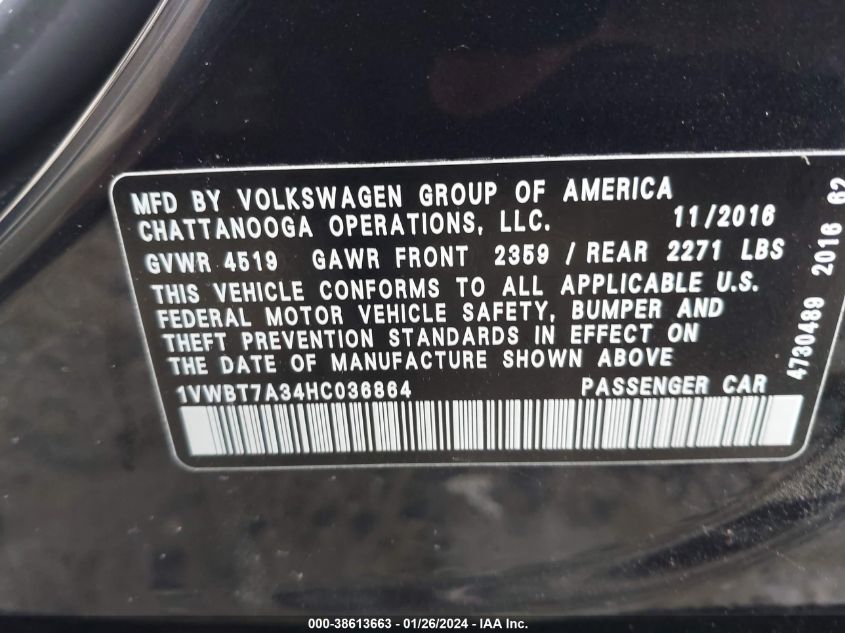 MFD BY VOLKSWAGEN GROUP OF AMERICA
CHATTANOOGA OPERATIONS, LLC. 11/2016
GVWR 4519 GAWR FRONT 2359 / REAR 2271 LBS
THIS VEHICLE CONFORMS TO ALL APPLICABLE U.S.
FEDERAL MOTOR VEHICLE SAFETY, BUMPER AND
THEFT PREVENTION STANDARDS IN EFFECT ON
THE DATE OF MANUFACTURE SHOWN ABOVE
1VWBT7A34HC036864 PASSENGER CAR
4730489 2016 62
000-38613663 - 01/26/2024 - IAA, Inc.